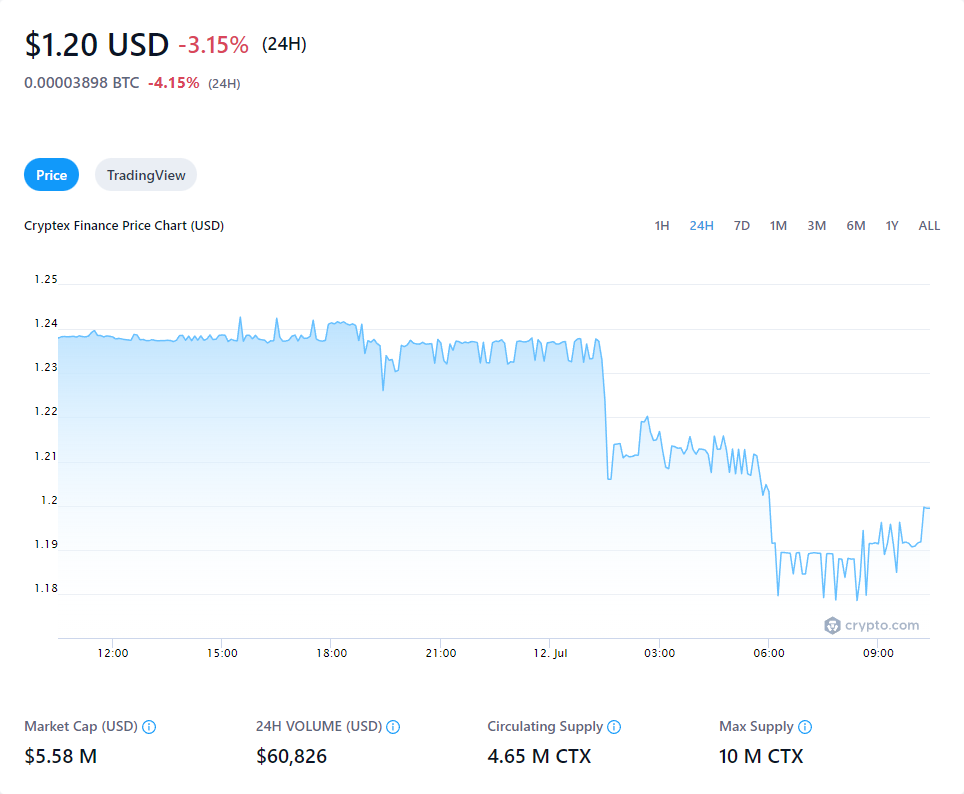 $1.20 USD -3.15% (24H)
0.00003898 BTC -4.15% (24H)
Price TradingView
Cryptex Finance Price Chart (USD) 1H 24H 7D 1M 3M 6M 1Y ALL
1.25
1.24
1.23
1.22
1.21
1.2
1.19
1.18
crypto.com
12:00 15:00 18:00 21:00 12. Jul 03:00 06:00 09:00
Market Cap (USD) 24H VOLUME (USD) Circulating Supply Max Supply
$5.58 M $60,826 4.65 M CTX 10 M CTX